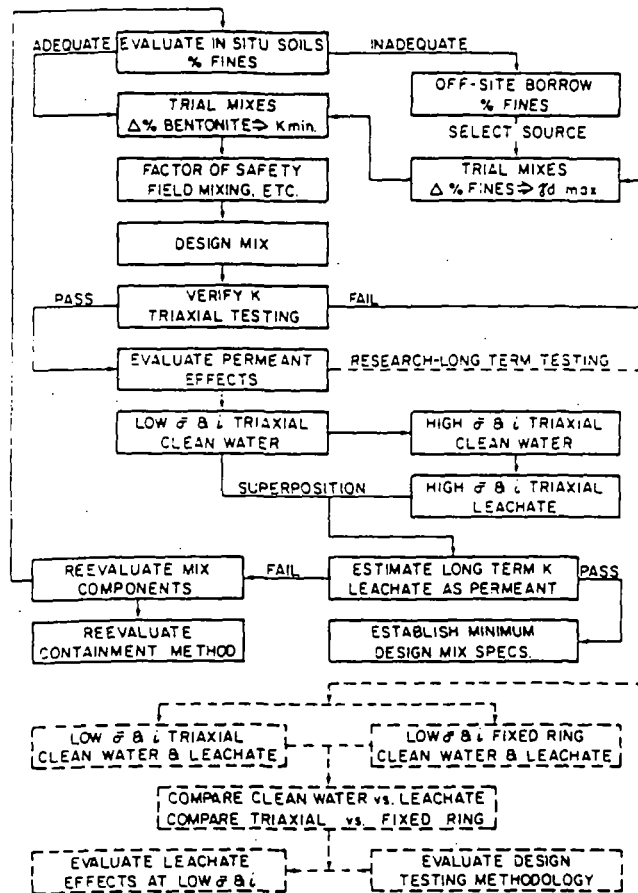 ADEQUATE
EVALUATE IN SITU SOILS
% FINES
INADEQUATE
OFF-SITE BORROW
% FINES
SELECT SOURCE
TRIAL MIXES
Δ% BENTONITE⇒ K min.
TRIAL MIXES
Δ % FINES⇒ γd max
FACTOR OF SAFETY
FIELD MIXING, ETC.
DESIGN MIX
PASS
VERIFY K
TRIAXIAL TESTING
FAIL
EVALUATE PERMEANT
EFFECTS
RESEARCH-LONG TERM TESTING
LOW σ̄ & i TRIAXIAL
CLEAN WATER
HIGH σ̄ & i TRIAXIAL
CLEAN WATER
SUPERPOSITION
HIGH σ̄ & i TRIAXIAL
LEACHATE
REEVALUATE MIX
COMPONENTS
FAIL
ESTIMATE LONG TERM K
LEACHATE AS PERMEANT
PASS
REEVALUATE
CONTAINMENT METHOD
ESTABLISH MINIMUM
DESIGN MIX SPECS.
LOW σ̄ & i TRIAXIAL
CLEAN WATER & LEACHATE
LOW σ̄ & i FIXED RING
CLEAN WATER & LEACHATE
COMPARE CLEAN WATER vs. LEACHATE
COMPARE TRIAXIAL vs. FIXED RING
EVALUATE LEACHATE
EFFECTS AT LOW σ̄ & i
EVALUATE DESIGN
TESTING METHODOLOGY